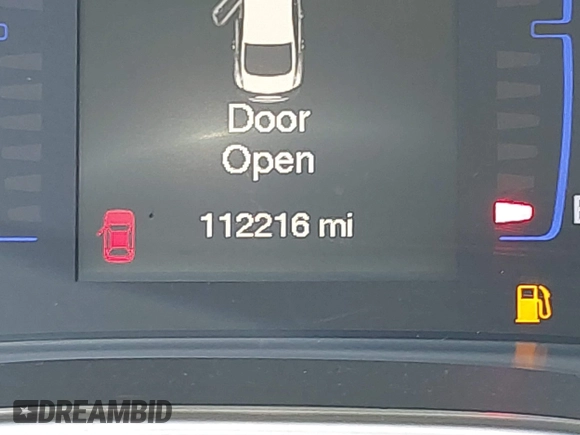 Door
Open
112216 mi
E
DREAMBID